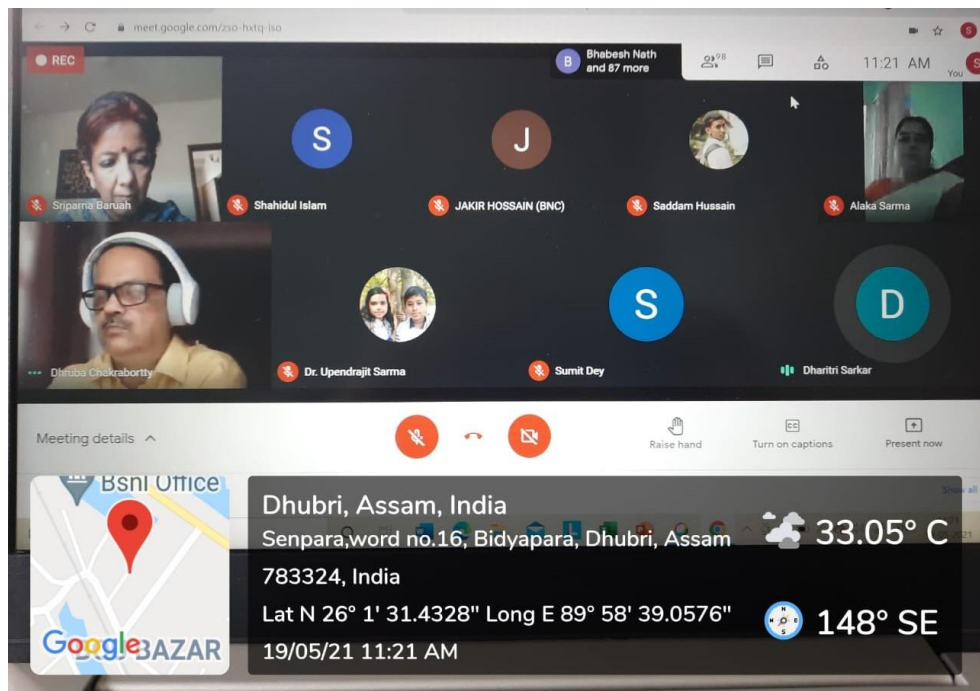 meet.google.com/zso-hxtq-iso
S
REC
B
Bhabesh Nath
and 87 more
98
11:21 AM
You
S
S
J
Sriparna Baruah
Shahidul Islam
JAKIR HOSSAIN (BNC)
Saddam Hussain
Alaka Sarma
S
D
Dhruba Chakrabortty
Dr. Upendrajit Sarma
Sumit Dey
Dharitri Sarkar
Meeting details
Raise hand
CC
Turn on captions
Present now
Show all
Bsnl Office
Google
BAZAR
Dhubri, Assam, India
Senpara,word no.16, Bidyapara, Dhubri, Assam
783324, India
Lat N 26° 1' 31.4328" Long E 89° 58' 39.0576"
19/05/21 11:21 AM
33.05° C
148° SE